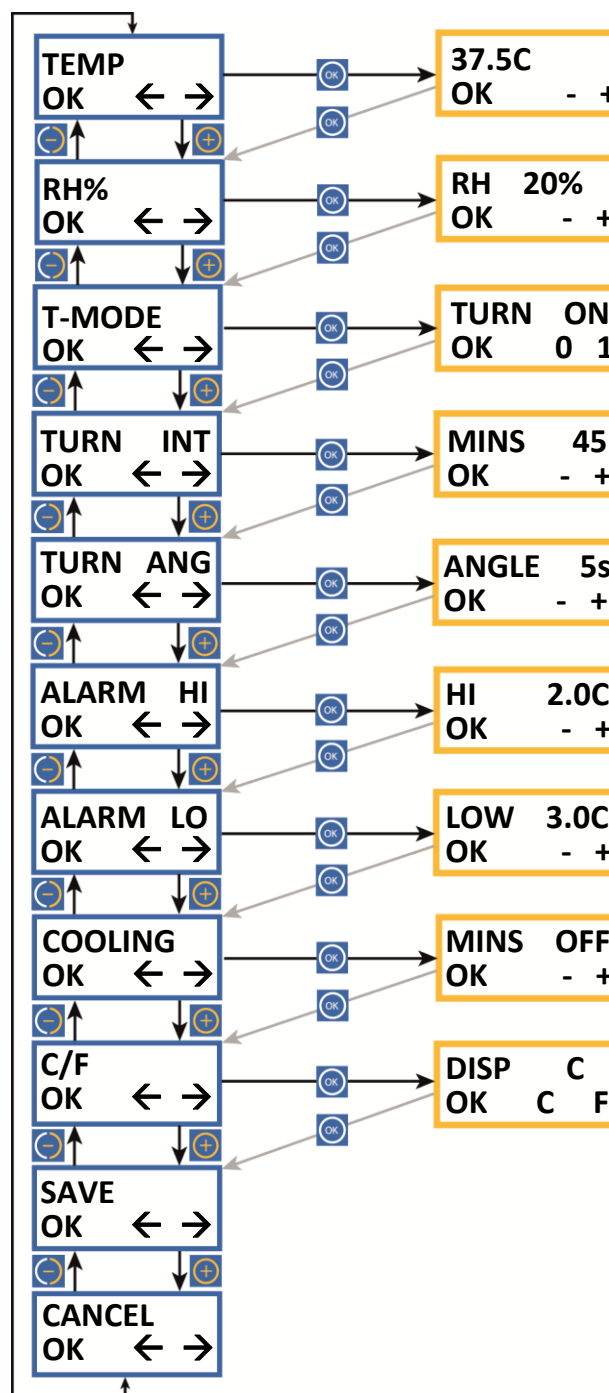 TEMP
OK ← →
OK
37.5C
OK - +
OK
− +
RH%
OK ← →
OK
RH 20%
OK - +
OK
− +
T-MODE
OK ← →
OK
TURN ON
OK 0 1
OK
− +
TURN INT
OK ← →
OK
MINS 45
OK - +
OK
− +
TURN ANG
OK ← →
OK
ANGLE 5s
OK - +
OK
− +
ALARM HI
OK ← →
OK
HI 2.0C
OK - +
OK
− +
ALARM LO
OK ← →
OK
LOW 3.0C
OK - +
OK
− +
COOLING
OK ← →
OK
MINS OFF
OK - +
OK
− +
C/F
OK ← →
OK
DISP C
OK C F
OK
− +
SAVE
OK ← →
− +
CANCEL
OK ← →